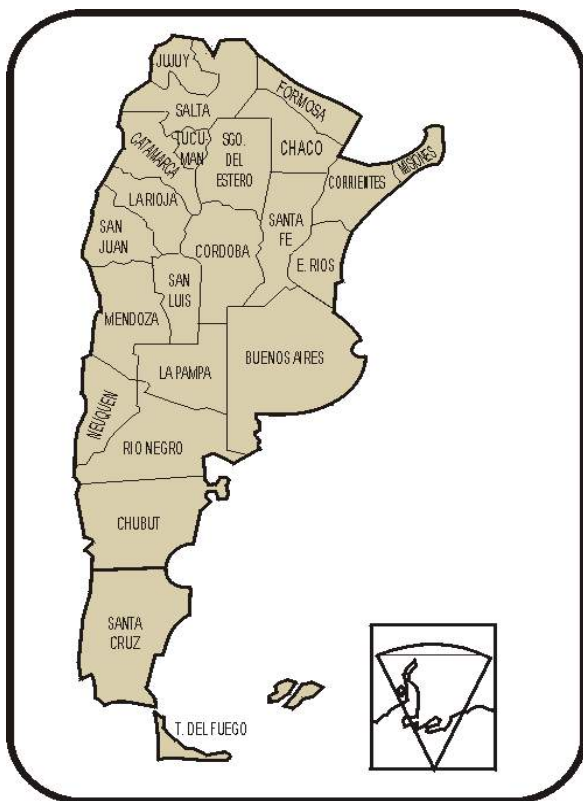 JUJUY
FORMOSA
SALTA
TUCU-
MAN
SGO.
DEL
ESTERO
CHACO
CATAMARCA
MISIONES
CORRIENTES
LA RIOJA
SANTA
FE
SAN
JUAN
CORDOBA
E. RIOS
SAN
LUIS
MENDOZA
BUENOS AIRES
LA PAMPA
NEUQUEN
RIO NEGRO
CHUBUT
SANTA
CRUZ
T. DEL FUEGO